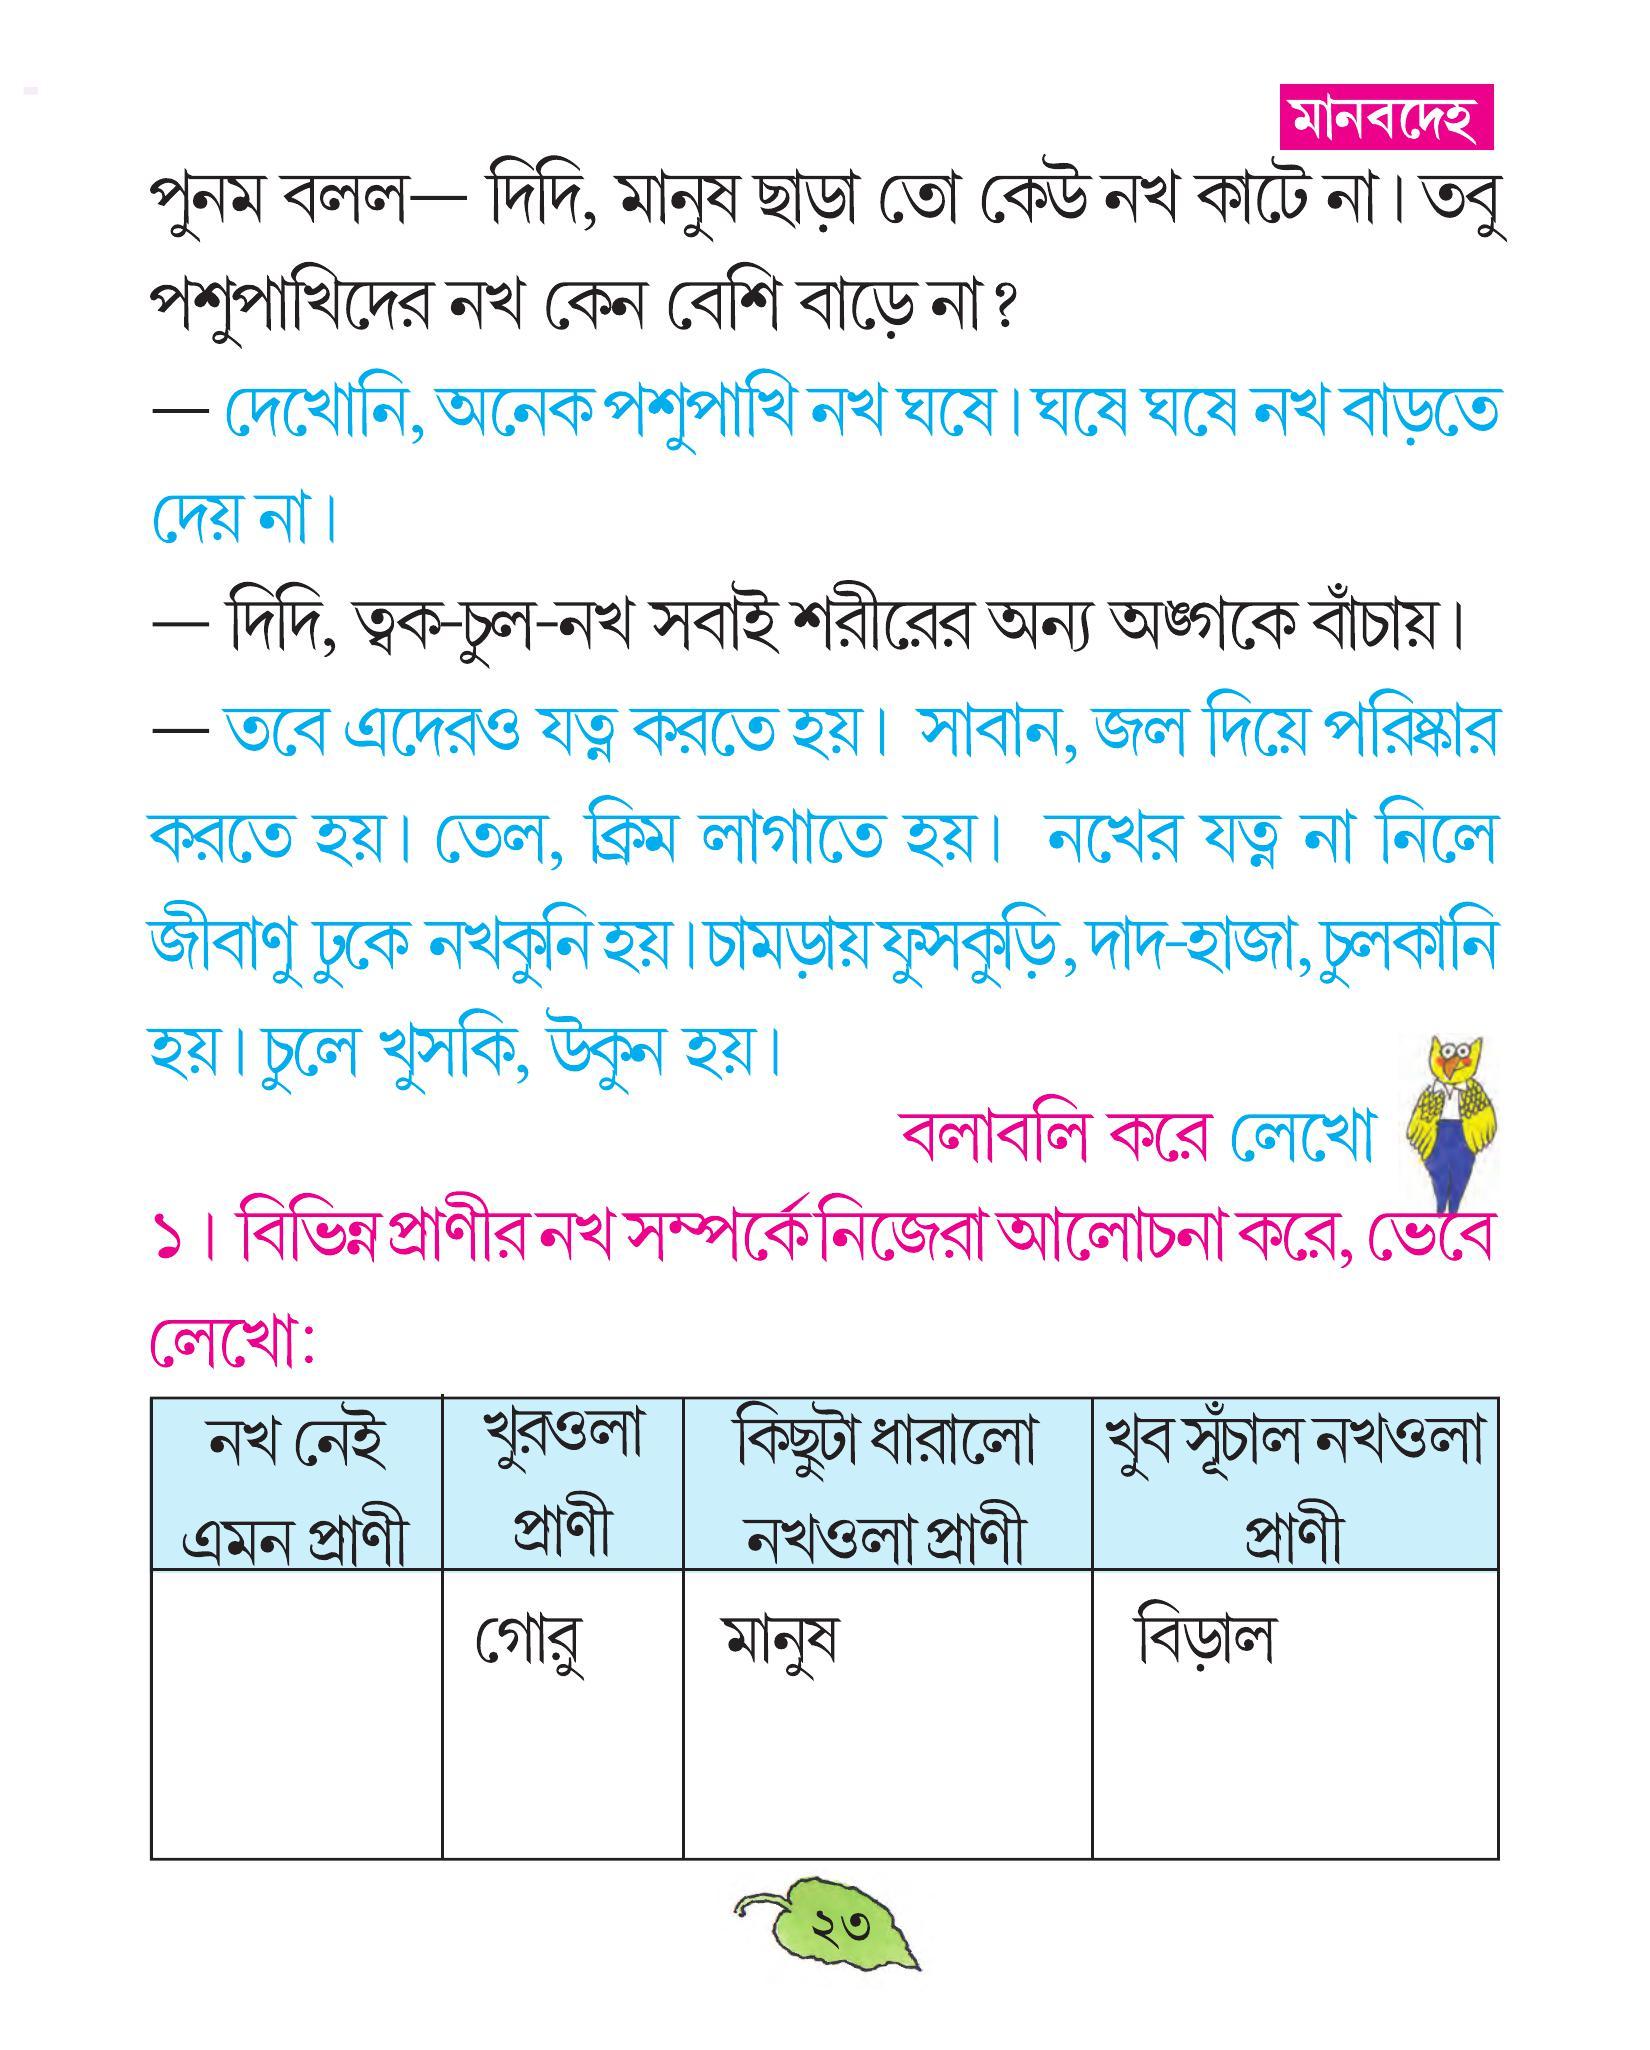 মানবদেহ
পুনম বলল— দিদি, মানুষ ছাড়া তো কেউ নখ কাটে না। তবু
পশুপাখিদের নখ কেন বেশি বাড়ে না?
— দেখোনি, অনেক পশুপাখি নখ ঘষে। ঘষে ঘষে নখ বাড়তে
দেয় না।
— দিদি, ত্বক-চুল-নখ সবাই শরীরের অন্য অঙ্গকে বাঁচায়।
— তবে এদেরও যত্ন করতে হয়। সাবান, জল দিয়ে পরিষ্কার
করতে হয়। তেল, ক্রিম লাগাতে হয়। নখের যত্ন না নিলে
জীবাণু ঢুকে নখকুনি হয়। চামড়ায় ফুসকুড়ি, দাদ-হাজা, চুলকানি
হয়। চুলে খুসকি, উকুন হয়।
বলাবলি করে লেখো
১। বিভিন্ন প্রাণীর নখ সম্পর্কে নিজেরা আলোচনা করে, ভেবে
লেখো:
নখ নেই এমন প্রাণী
খুরওলা প্রাণী
কিছুটা ধারালো নখওলা প্রাণী
খুব সূঁচাল নখওলা প্রাণী
গোরু
মানুষ
বিড়াল
২৩